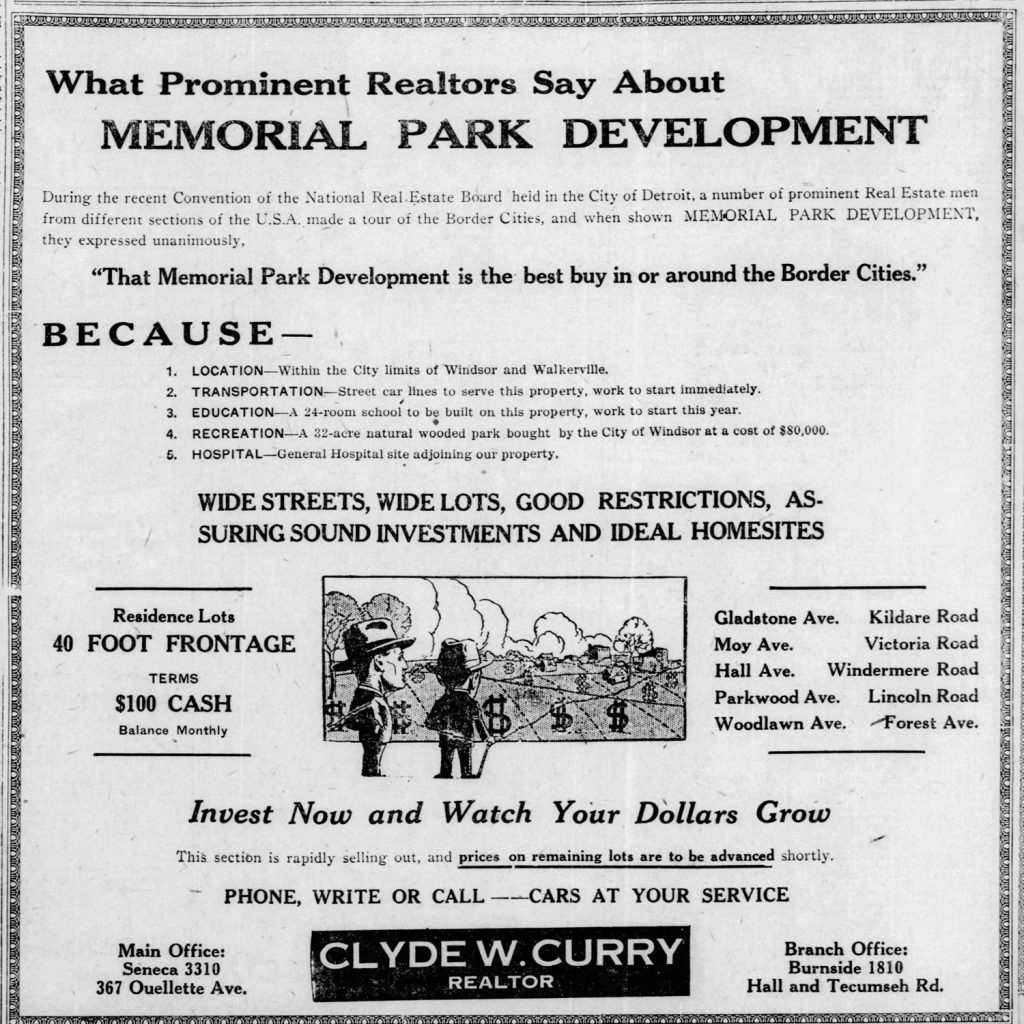 What Prominent Realtors Say About
MEMORIAL PARK DEVELOPMENT
During the recent Convention of the National Real Estate Board held in the City of Detroit, a number of prominent Real Estate men
from different sections of the U.S.A. made a tour of the Border Cities, and when shown MEMORIAL PARK DEVELOPMENT,
they expressed unanimously,
“That Memorial Park Development is the best buy in or around the Border Cities.”
BECAUSE—
1. LOCATION—Within the City limits of Windsor and Walkerville.
2. TRANSPORTATION—Street car lines to serve this property, work to start immediately.
3. EDUCATION—A 24-room school to be built on this property, work to start this year.
4. RECREATION—A 32-acre natural wooded park bought by the City of Windsor at a cost of $80,000.
5. HOSPITAL—General Hospital site adjoining our property.
WIDE STREETS, WIDE LOTS, GOOD RESTRICTIONS, AS-
SURING SOUND INVESTMENTS AND IDEAL HOMESITES
Residence Lots
40 FOOT FRONTAGE
TERMS
$100 CASH
Balance Monthly
$ $ $ $ $
Gladstone Ave. Kildare Road
Moy Ave. Victoria Road
Hall Ave. Windermere Road
Parkwood Ave. Lincoln Road
Woodlawn Ave. Forest Ave.
Invest Now and Watch Your Dollars Grow
This section is rapidly selling out, and prices on remaining lots are to be advanced shortly.
PHONE, WRITE OR CALL ——CARS AT YOUR SERVICE
Main Office:
Seneca 3310
367 Ouellette Ave.
CLYDE W. CURRY
REALTOR
Branch Office:
Burnside 1810
Hall and Tecumseh Rd.